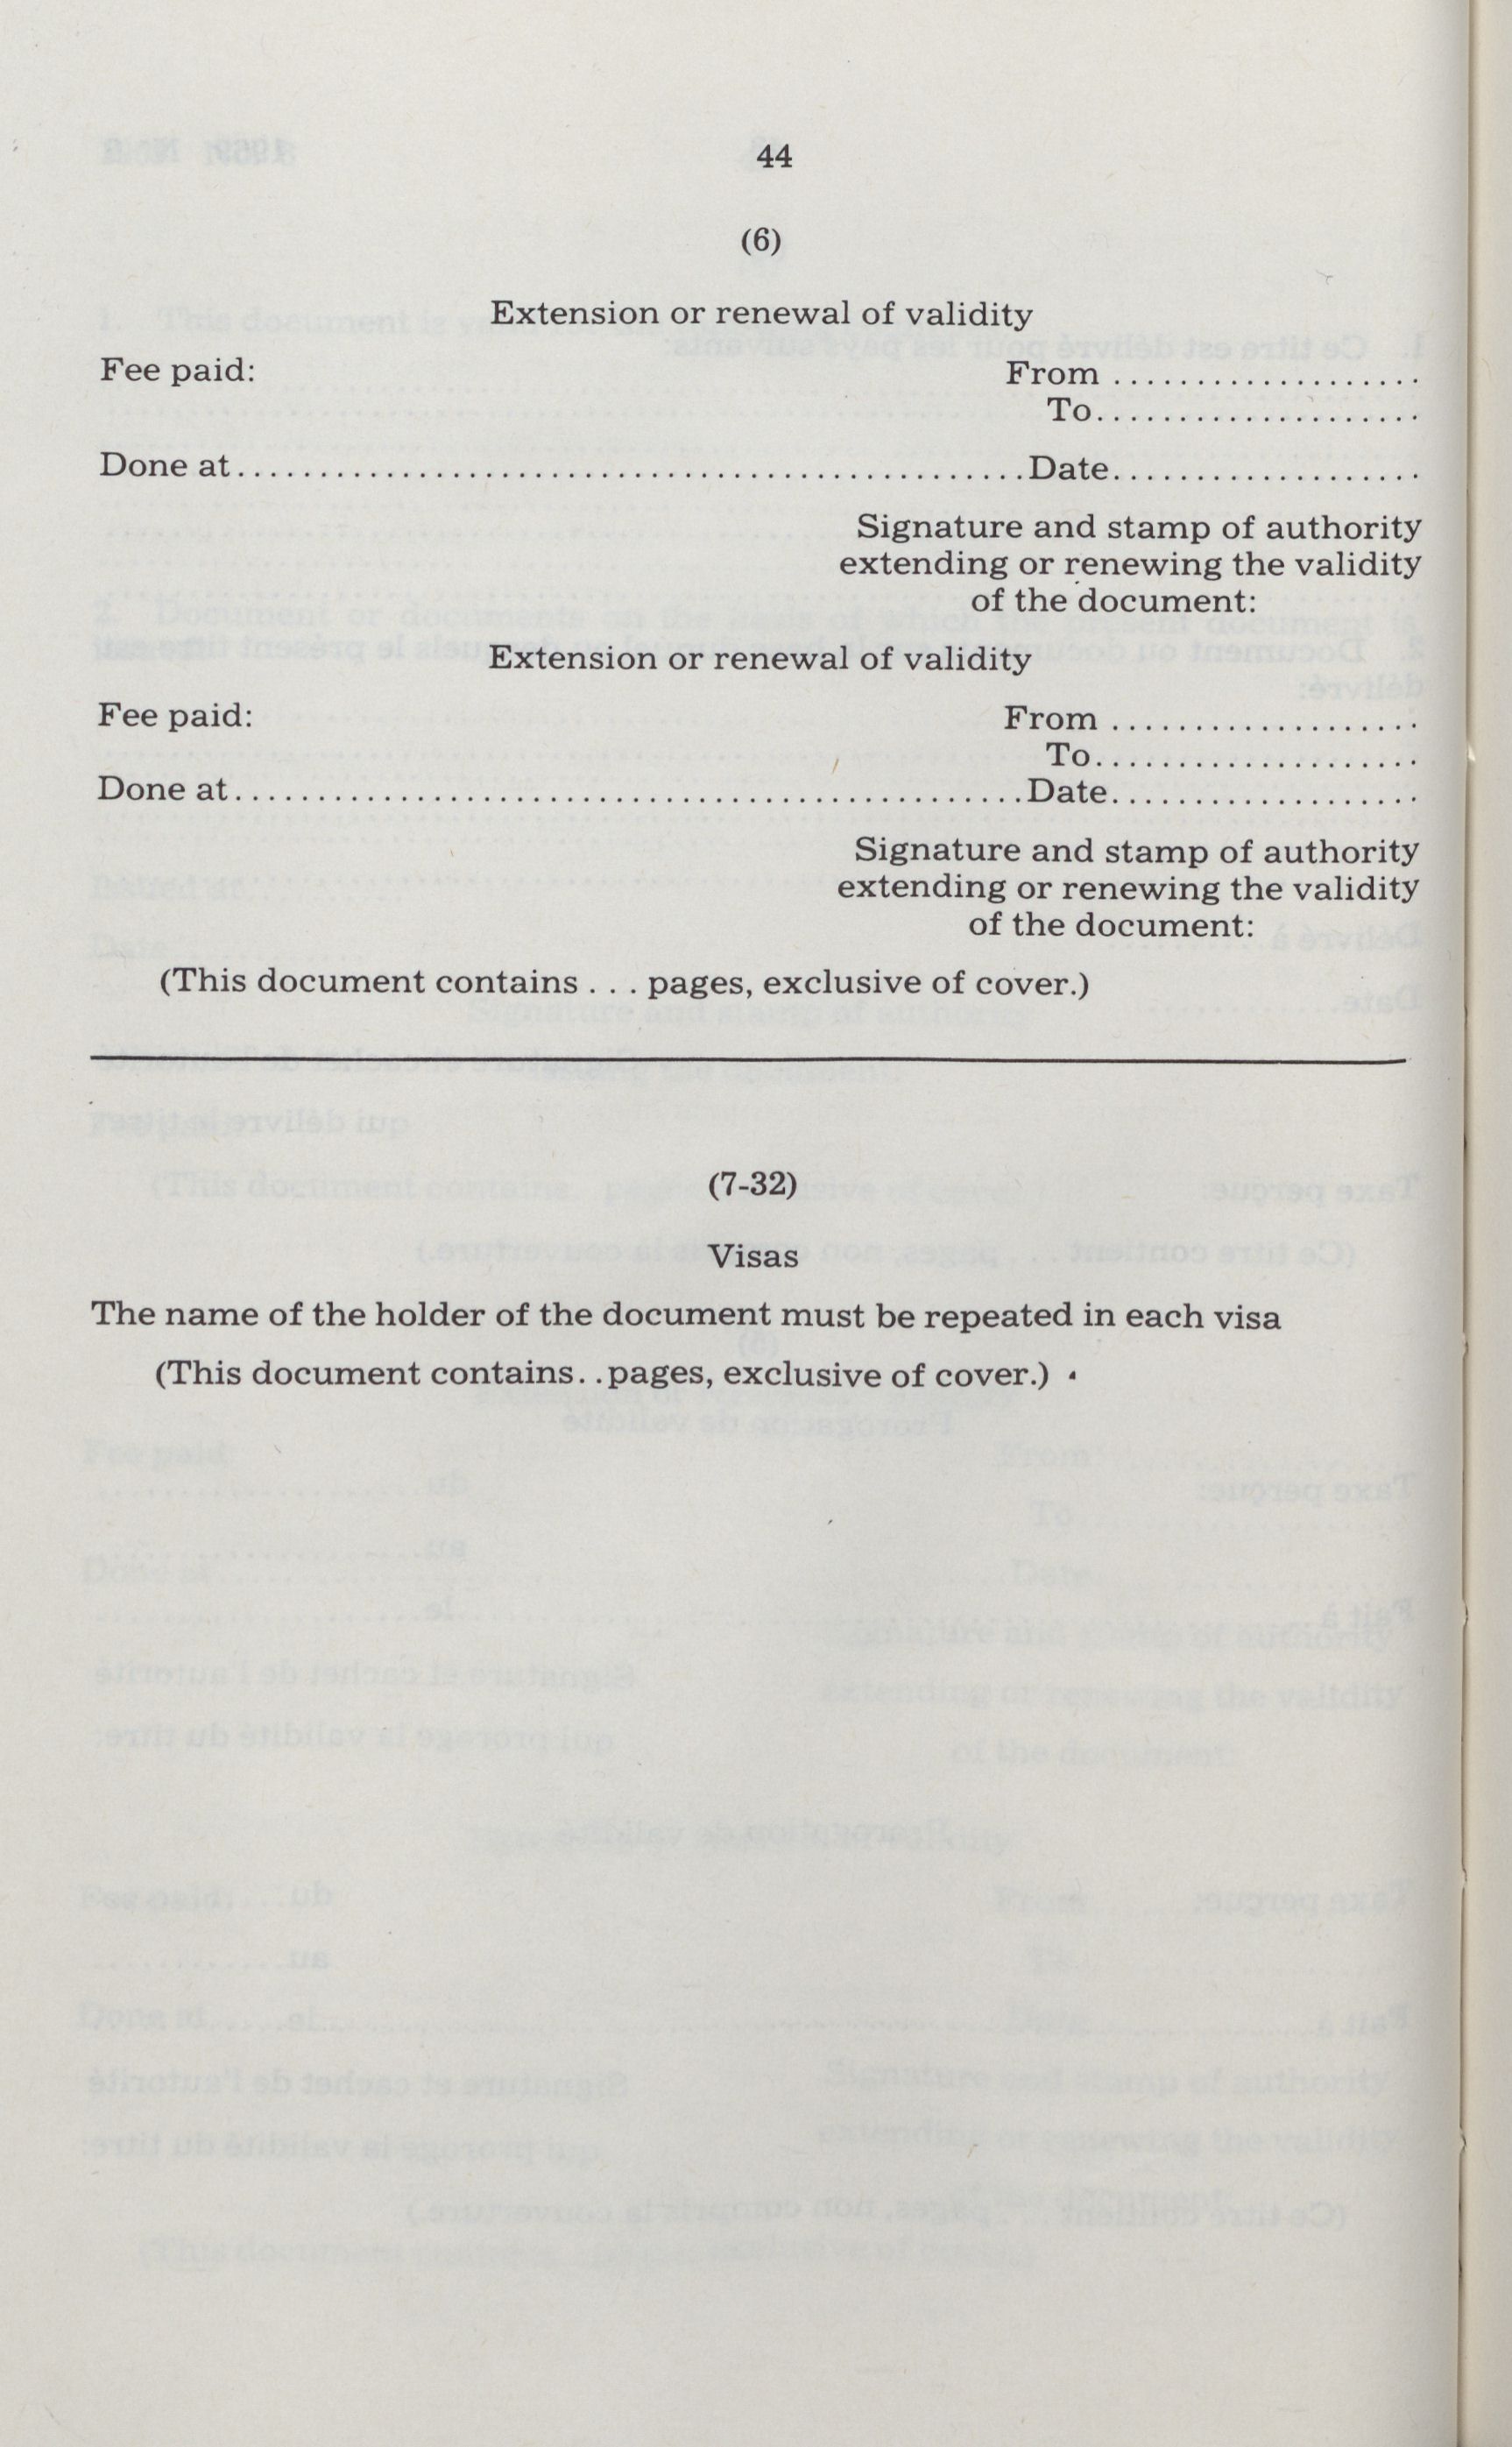 44
(6)
Extension or renewal of validity
Fee paid: From ...................
To....................
Done at................................................Date...................
Signature and stamp of authority
extending or renewing the validity
of the document:
Extension or renewal of validity
Fee paid: From ...................
To....................
Done at................................................Date...................
Signature and stamp of authority
extending or renewing the validity
of the document:
(This document contains . . . pages, exclusive of cover.)
(7-32)
Visas
The name of the holder of the document must be repeated in each visa
(This document contains. . pages, exclusive of cover.)